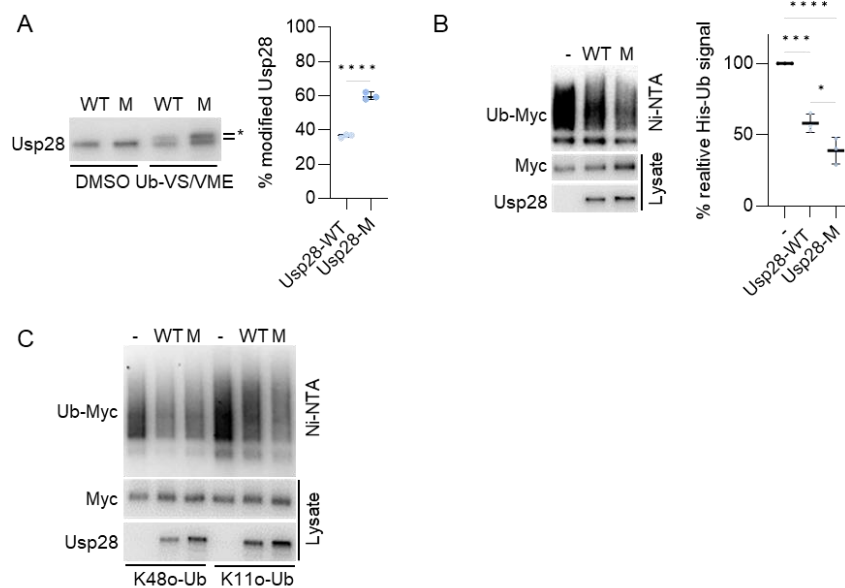 A
WT M WT M
Usp28
*
DMSO Ub-VS/VME
% modified Usp28
100
80
60
40
20
0
* * * *
Usp28-WT
Usp28-M
B
- WT M
Ub-Myc
Ni-NTA
Myc
Usp28
Lysate
% realtive His-Ub signal
100
50
0
* * * *
* * *
*
-
Usp28-WT
Usp28-M
C
- WT M - WT M
Ub-Myc
Ni-NTA
Myc
Usp28
Lysate
K48o-Ub K11o-Ub